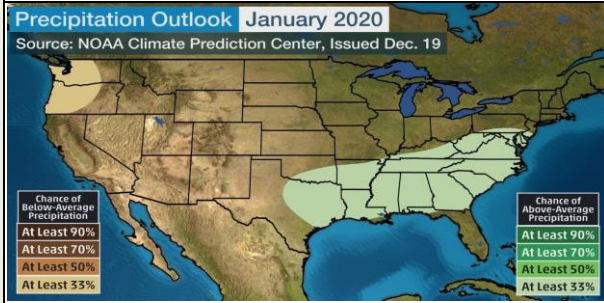 Precipitation Outlook January 2020
Source: NOAA Climate Prediction Center, Issued Dec. 19
Chance of
Below-Average
Precipitation
At Least 90%
At Least 70%
At Least 50%
At Least 33%
Chance of
Above-Average
Precipitation
At Least 90%
At Least 70%
At Least 50%
At Least 33%